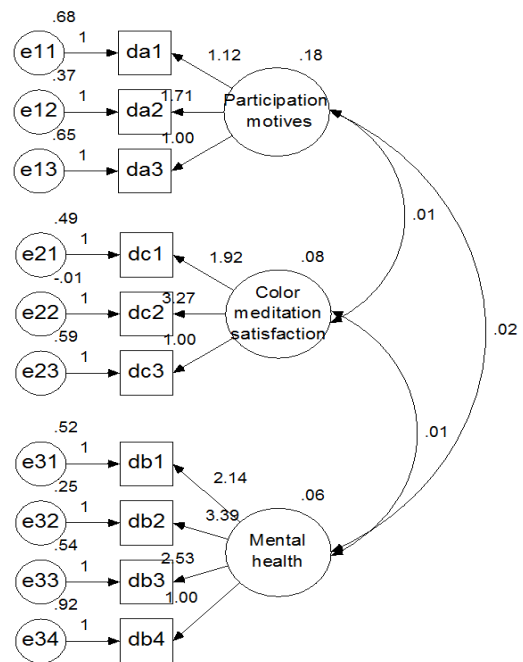 .68
e11
1
da1
1.12
.18
.37
e12
1
da2
1.71
Participation
motives
.65
e13
1
da3
1.00
.01
.49
e21
1
dc1
1.92
.08
-.01
e22
1
dc2
3.27
Color
meditation
satisfaction
.59
e23
1
dc3
1.00
.02
.01
.52
e31
1
db1
2.14
.06
.25
e32
1
db2
3.39
Mental
health
.54
e33
1
db3
2.53
.92
e34
1
db4
1.00